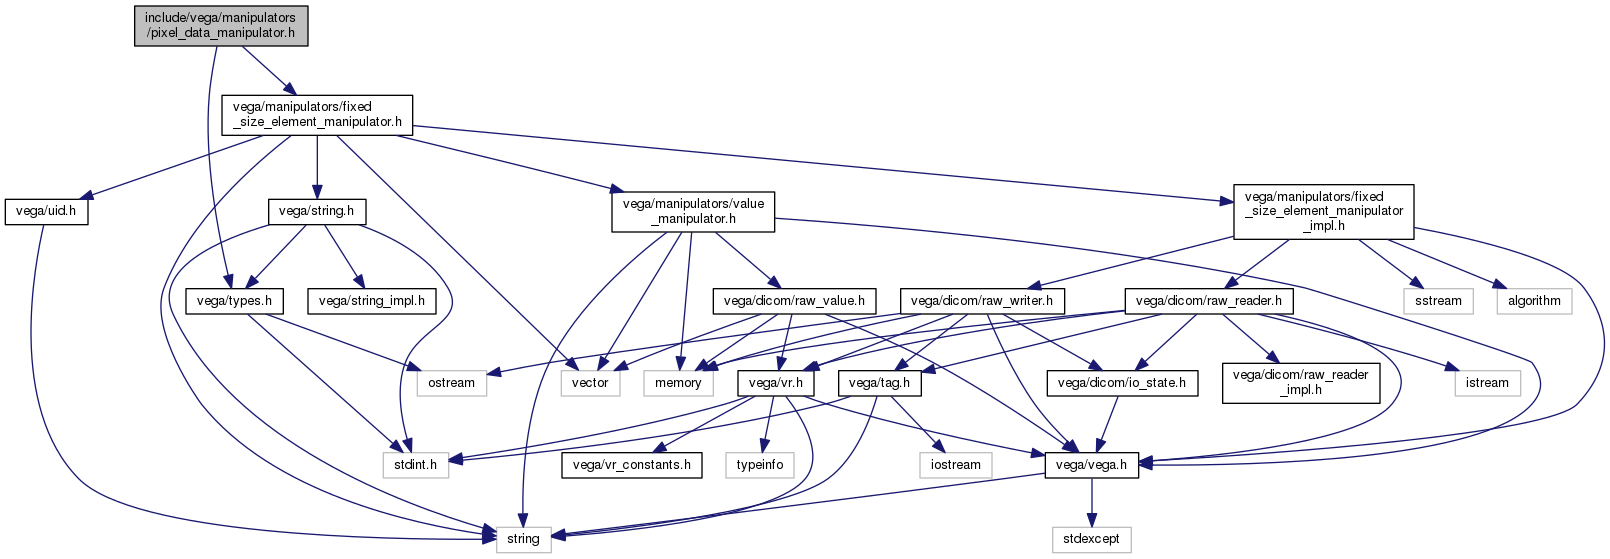 include/vega/manipulators
/pixel_data_manipulator.h
vega/manipulators/fixed
_size_element_manipulator.h
vega/uid.h
vega/string.h
vega/manipulators/value
_manipulator.h
vega/manipulators/fixed
_size_element_manipulator
_impl.h
vega/types.h
vega/string_impl.h
vega/dicom/raw_value.h
vega/dicom/raw_writer.h
vega/dicom/raw_reader.h
sstream
algorithm
ostream
vector
memory
vega/vr.h
vega/tag.h
vega/dicom/io_state.h
vega/dicom/raw_reader
_impl.h
istream
stdint.h
vega/vr_constants.h
typeinfo
iostream
vega/vega.h
string
stdexcept